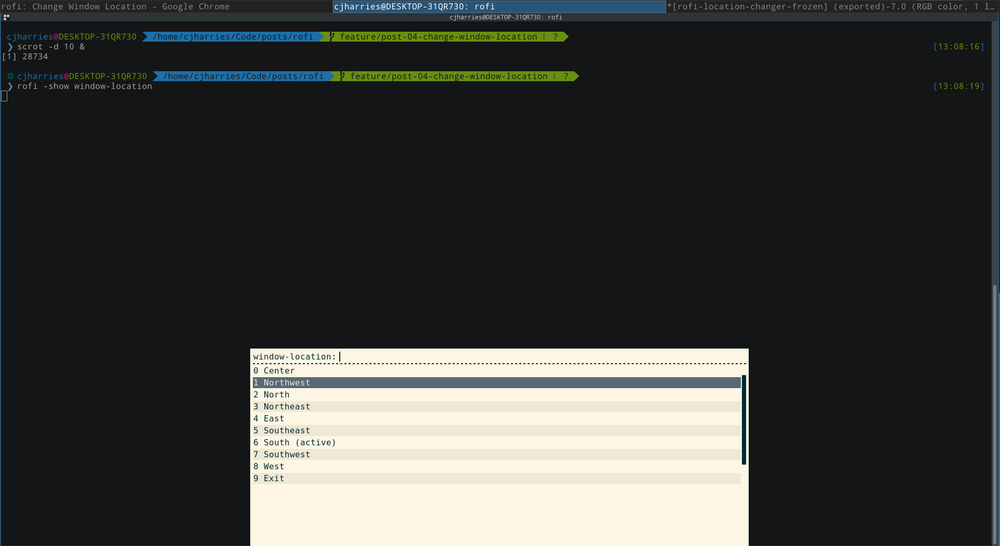 rofi: Change Window Location - Google Chrome
cjharries@DESKTOP-31QR730: rofi
*[rofi-location-changer-frozen] (exported)-7.0 (RGB color, 1 l...
cjharries@DESKTOP-31QR730: rofi
cjharries@DESKTOP-31QR730 /home/cjharries/Code/posts/rofi feature/post-04-change-window-location | ?
❯ scrot -d 10 & [13:08:16]
[1] 28734
cjharries@DESKTOP-31QR730 /home/cjharries/Code/posts/rofi feature/post-04-change-window-location | ?
❯ rofi -show window-location [13:08:19]
window-location:
0 Center
1 Northwest
2 North
3 Northeast
4 East
5 Southeast
6 South (active)
7 Southwest
8 West
9 Exit